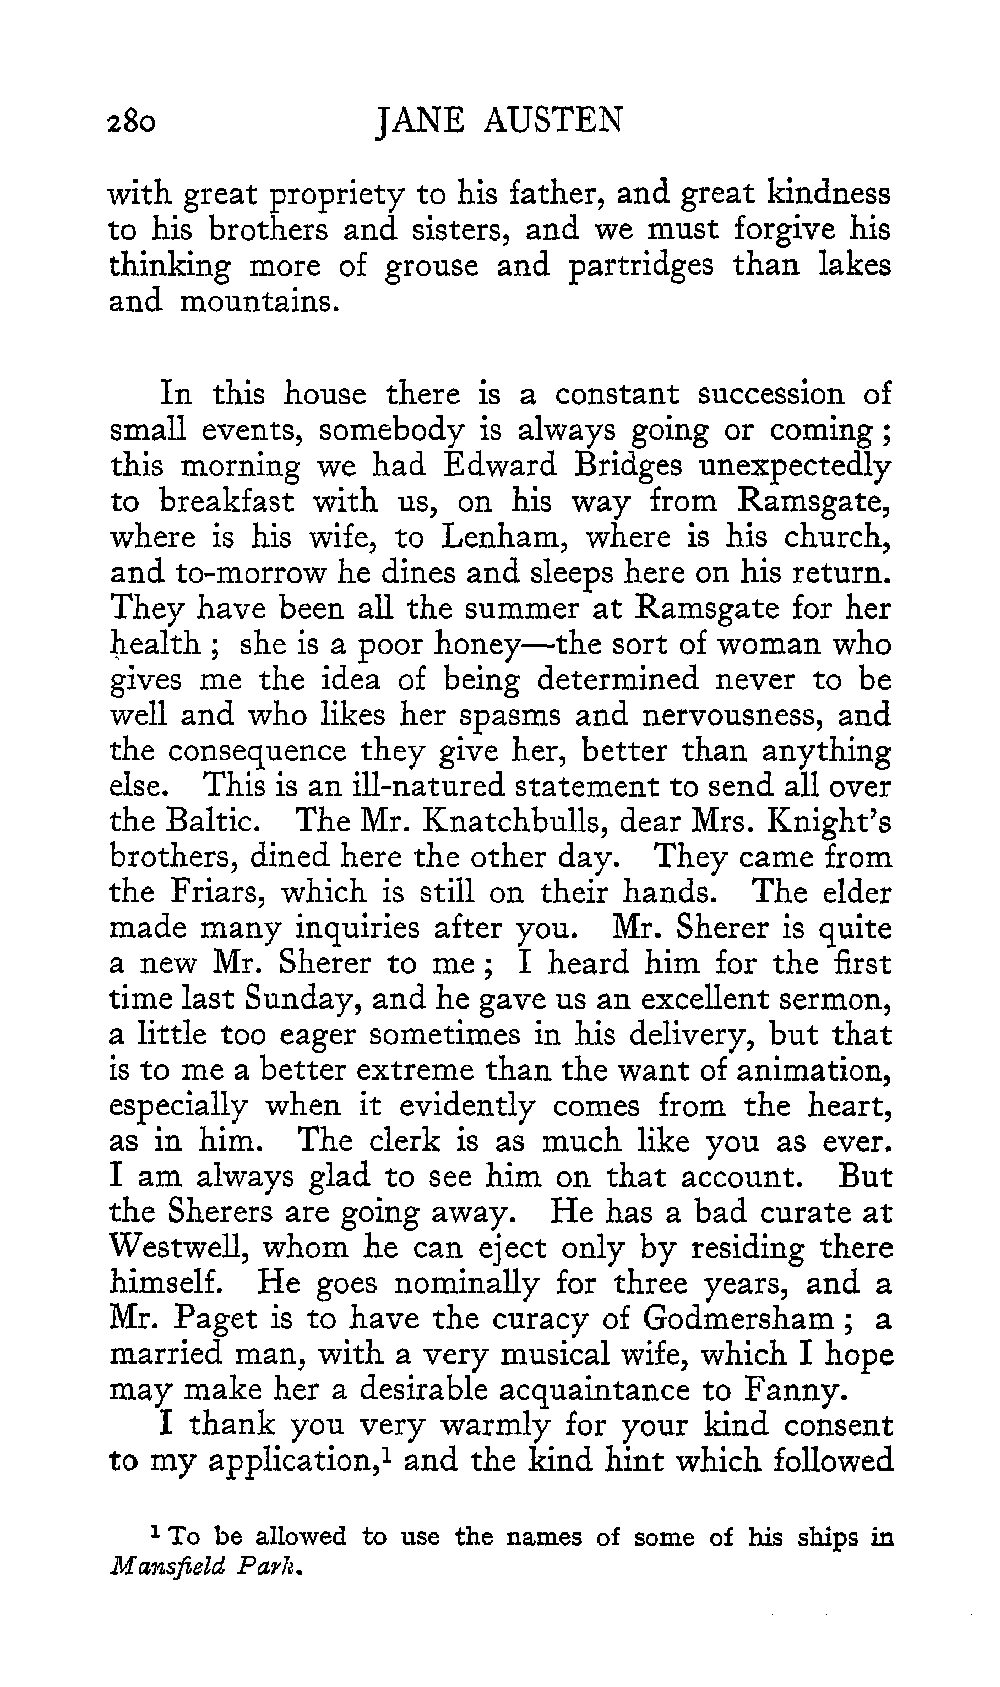 280 JANE AUSTEN
with great propriety to his father, and great kindness
to his brothers and sisters, and we must forgive his
thinking more of grouse and partridges than lakes
and mountains.
In this house there is a constant succession of
small events, somebody is always going or coming ;
this morning we had Edward Bridges unexpectedly
to breakfast with us, on his way from Ramsgate,
where is his wife, to Lenham, where is his church,
and to-morrow he dines and sleeps here on his return.
They have been all the summer at Ramsgate for her
health ; she is a poor honey—the sort of woman who
gives me the idea of being determined never to be
well and who likes her spasms and nervousness, and
the consequence they give her, better than anything
else. This is an ill-natured statement to send all over
the Baltic. The Mr. Knatchbulls, dear Mrs. Knight's
brothers, dined here the other day. They came from
the Friars, which is still on their hands. The elder
made many inquiries after you. Mr. Sherer is quite
a new Mr. Sherer to me ; I heard him for the first
time last Sunday, and he gave us an excellent sermon,
a little too eager sometimes in his delivery, but that
is to me a better extreme than the want of animation,
especially when it evidently comes from the heart,
as in him. The clerk is as much like you as ever.
I am always glad to see him on that account. But
the Sherers are going away. He has a bad curate at
Westwell, whom he can eject only by residing there
himself. He goes nominally for three years, and a
Mr. Paget is to have the curacy of Godmersham ; a
married man, with a very musical wife, which I hope
may make her a desirable acquaintance to Fanny.
I thank you very warmly for your kind consent
to my application,¹ and the kind hint which followed
¹ To be allowed to use the names of some of his ships in
Mansfield Park.